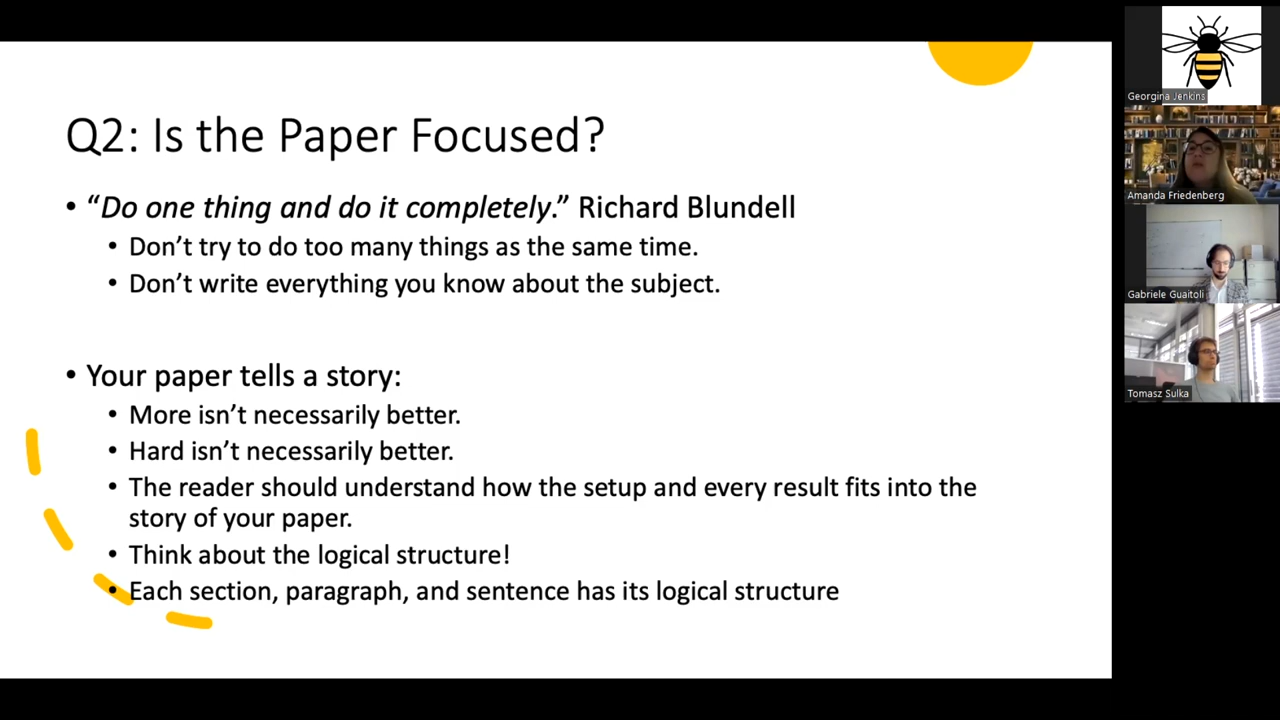 Q2: Is the Paper Focused?
• “Do one thing and do it completely.” Richard Blundell
• Don’t try to do too many things as the same time.
• Don’t write everything you know about the subject.
• Your paper tells a story:
• More isn’t necessarily better.
• Hard isn’t necessarily better.
• The reader should understand how the setup and every result fits into the
story of your paper.
• Think about the logical structure!
• Each section, paragraph, and sentence has its logical structure
Georgina Jenkins
Amanda Friedenberg
Gabriele Guaitoli
Tomasz Sulka